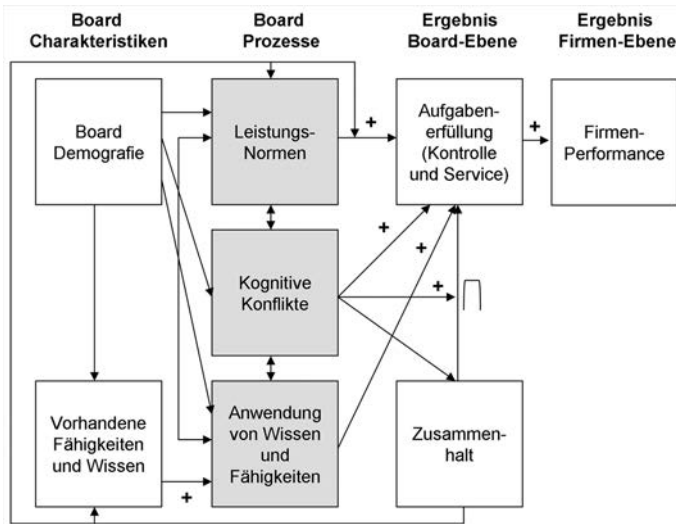 Board
Charakteristiken
Board
Prozesse
Ergebnis
Board-Ebene
Ergebnis
Firmen-Ebene
Board
Demografie
Leistungs-
Normen
+
Aufgaben-
erfüllung
(Kontrolle
und Service)
+
Firmen-
Performance
Kognitive
Konflikte
+
+
+
Vorhandene
Fähigkeiten
und Wissen
+
Anwendung
von Wissen
und
Fähigkeiten
Zusammen-
halt